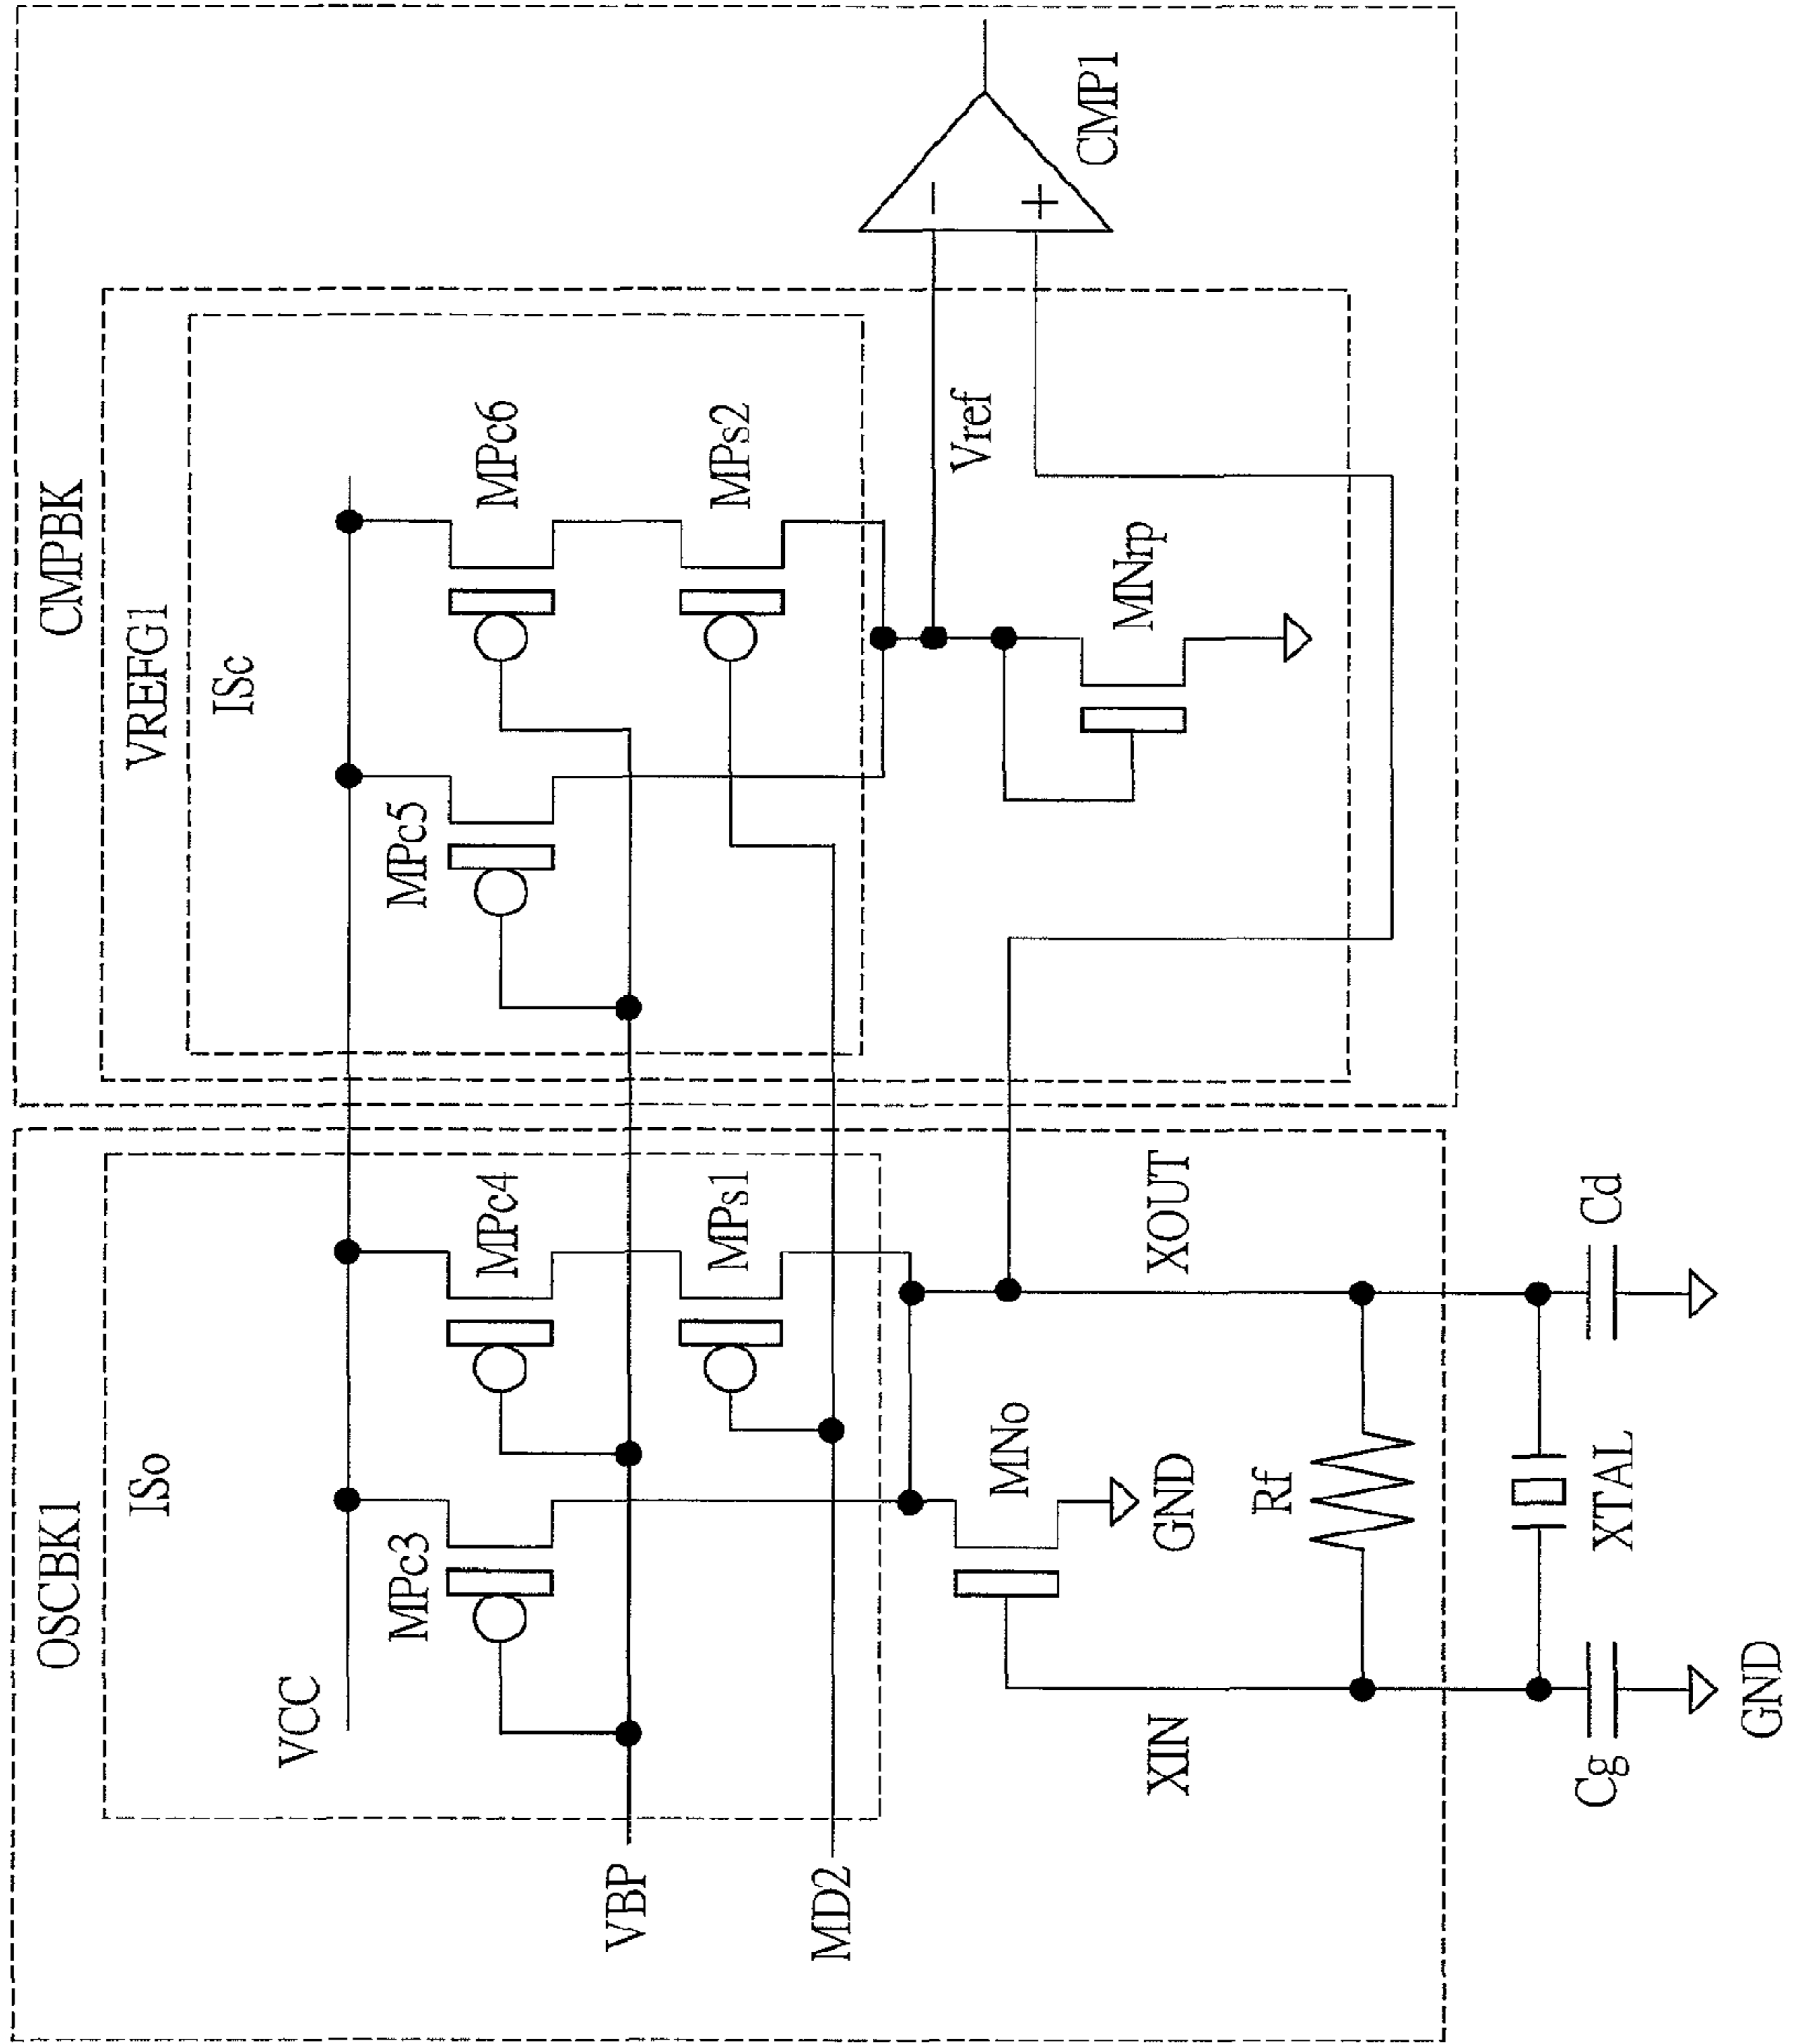 OSCBK1
ISo
VCC
MPc3
MPc4
MPs1
VBP
MD2
MNo
GND
XIN
XOUT
Rf
XTAL
Cg
Cd
GND
CMPBK
VREFG1
ISc
MPc5
MPc6
MPs2
Vref
MNrp
−
+
CMP1